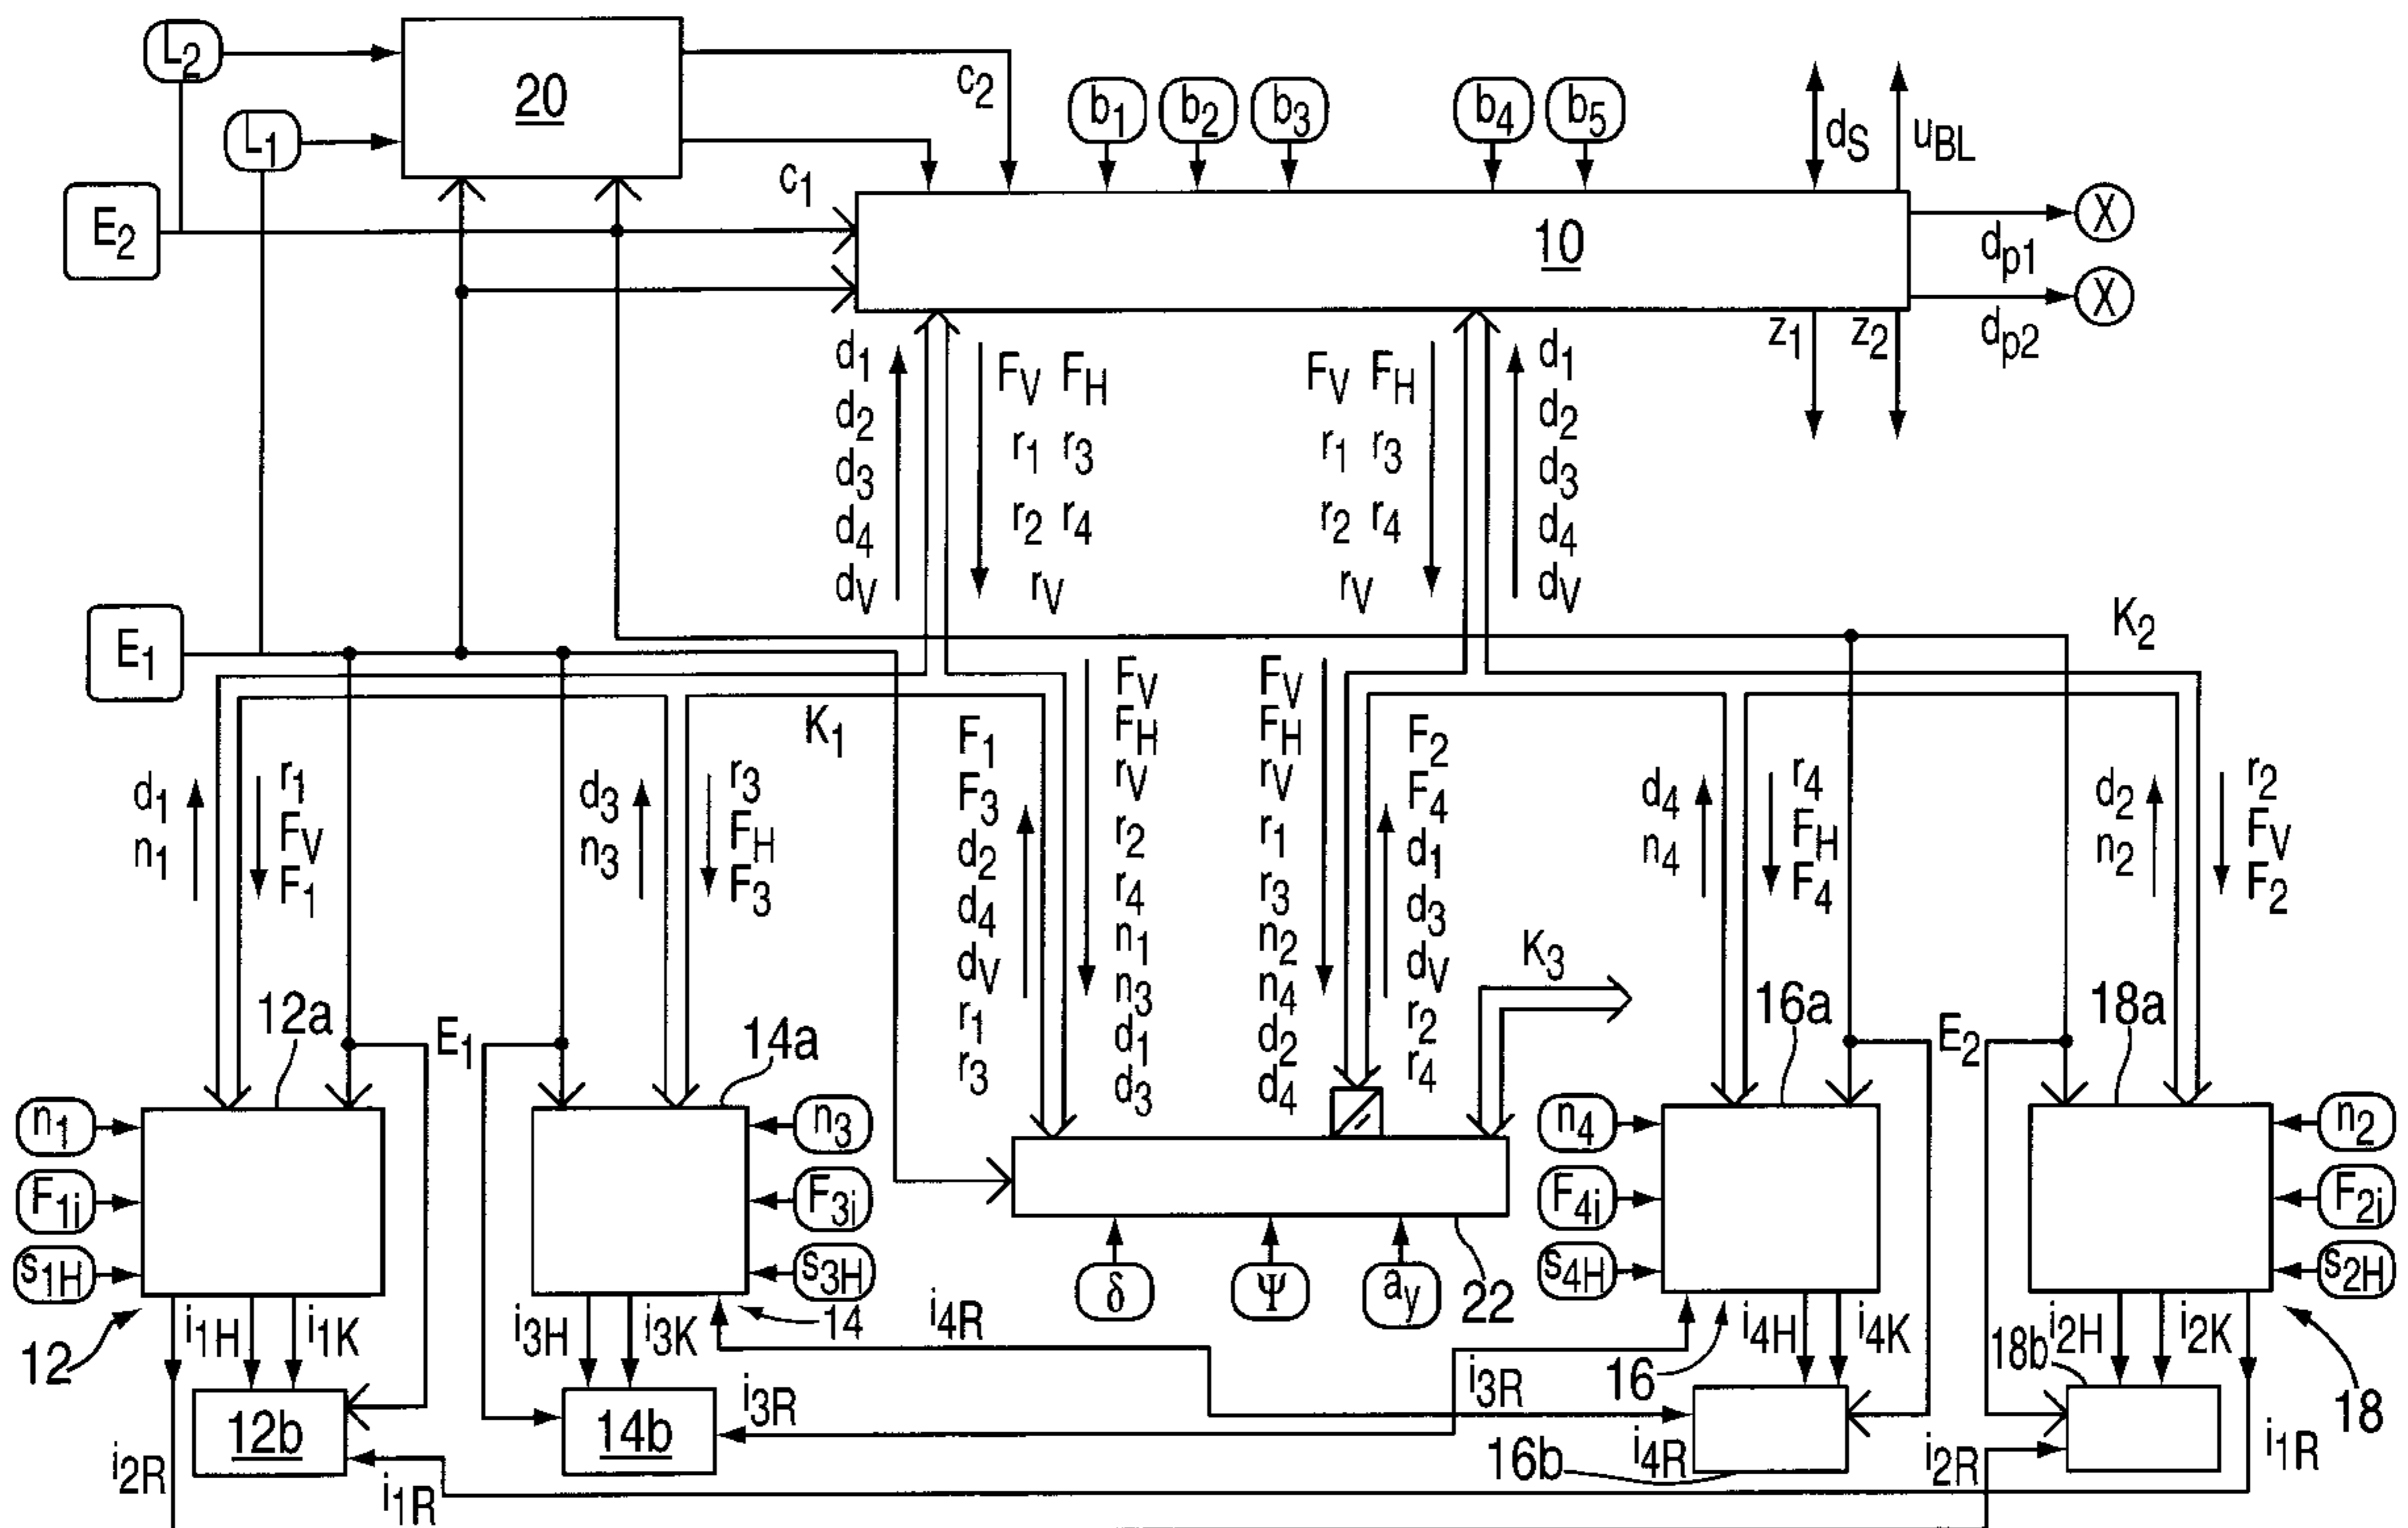 L2
20
c2
b1 b2 b3 b4 b5
dS
uBL
L1
c1
E2
10
X
dp1
X
dp2
z1 z2
d1
d2
d3
d4
dV
FV FH
r1 r3
r2 r4
rV
FV FH
r1 r3
r2 r4
rV
d1
d2
d3
d4
dV
E1
K2
K1
d1
n1
r1
FV
F1
d3
n3
r3
FH
F3
F1
F3
d2
d4
dV
r1
r3
FV
FH
rV
r2
r4
n1
n3
d1
d3
FV
FH
rV
r1
r3
n2
n4
d2
d4
F2
F4
d1
d3
dV
r2
r4
K3
d4
n4
r4
FH
F4
d2
n2
r2
FV
F2
12a
E1
14a
16a
E2
18a
n1
F1i
s1H
n3
F3i
s3H
δ
Ψ
ay
22
n4
F4i
s4H
n2
F2i
s2H
12
i1H
i1K
i3H
i3K
14
i4R
i3R
16
i4H
i4K
18b
i2H
i2K
18
12b
14b
i3R
16b
i4R
i2R
i1R
i2R
i1R